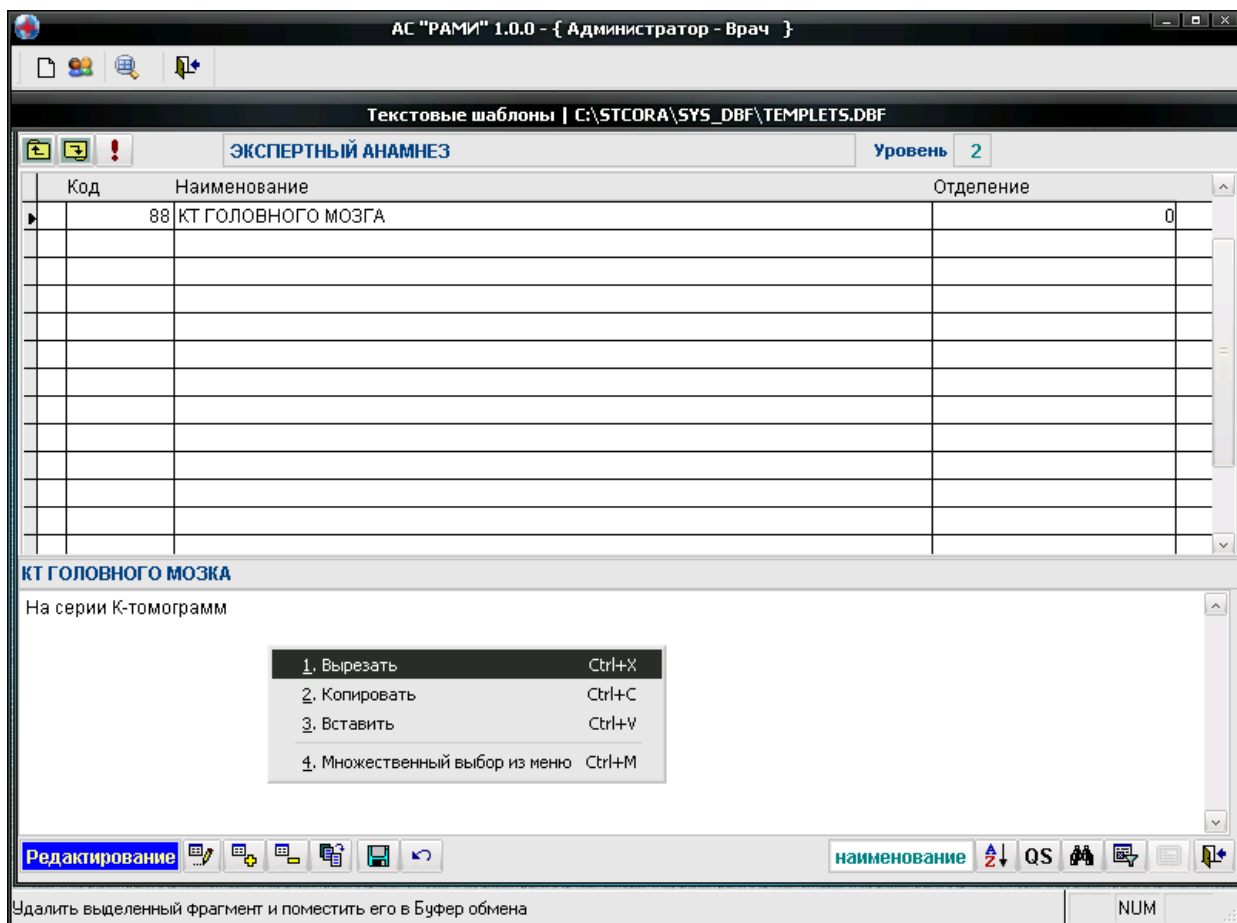 АС "РАМИ" 1.0.0 - { Администратор - Врач }
Текстовые шаблоны | C:\STCORA\SYS_DBF\TEMPLETS.DBF
ЭКСПЕРТНЫЙ АНАМНЕЗ Уровень 2
Код Наименование Отделение
88 КТ ГОЛОВНОГО МОЗГА 0
КТ ГОЛОВНОГО МОЗКА
На серии К-томограмм
1. Вырезать Ctrl+X
2. Копировать Ctrl+C
3. Вставить Ctrl+V
4. Множественный выбор из меню Ctrl+M
Редактирование наименование AZ QS
Удалить выделенный фрагмент и поместить его в Буфер обмена NUM